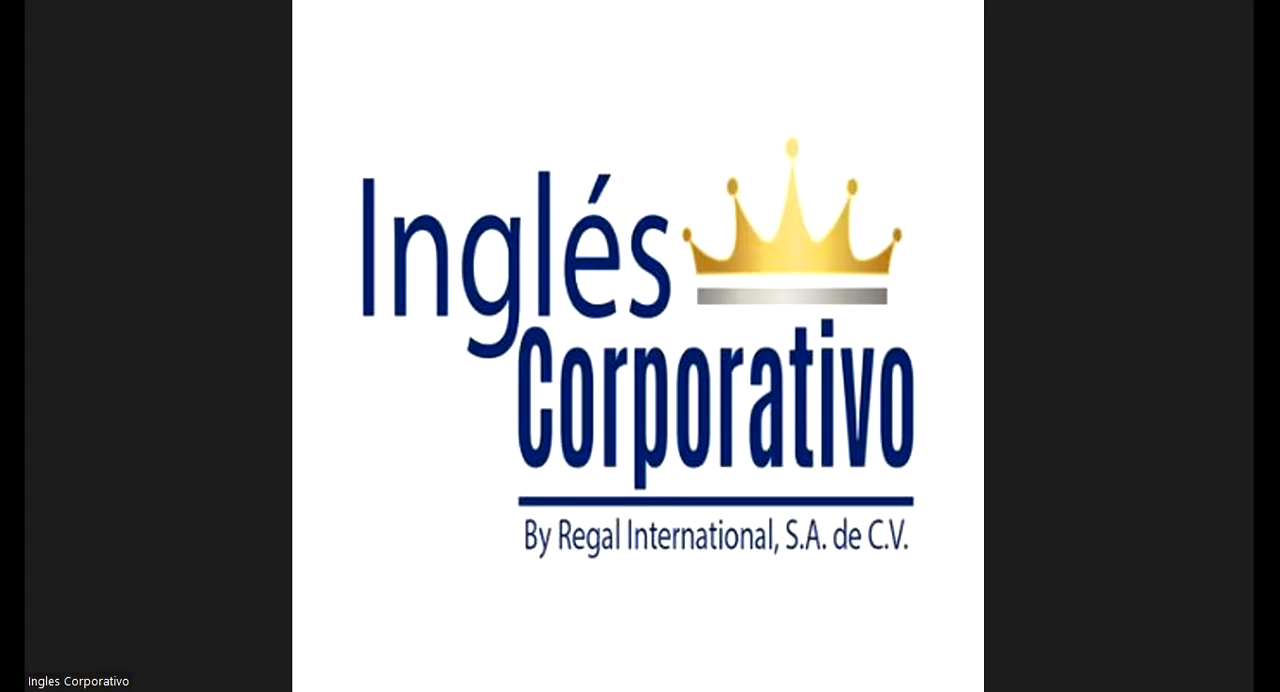 Inglés
Corporativo
By Regal International, S.A. de C.V.
Ingles Corporativo